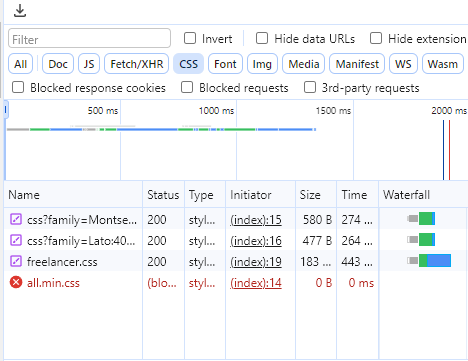 Filter Invert Hide data URLs Hide extension
All Doc JS Fetch/XHR CSS Font Img Media Manifest WS Wasm
Blocked response cookies Blocked requests 3rd-party requests
500 ms 1000 ms 1500 ms 2000 ms
Name Status Type Initiator Size Time Waterfall
css?family=Montse... 200 styl... (index):15 580 B 274 ...
css?family=Lato:40... 200 styl... (index):16 477 B 264 ...
freelancer.css 200 styl... (index):19 183 ... 443 ...
all.min.css (blo... styl... (index):14 0 B 0 ms